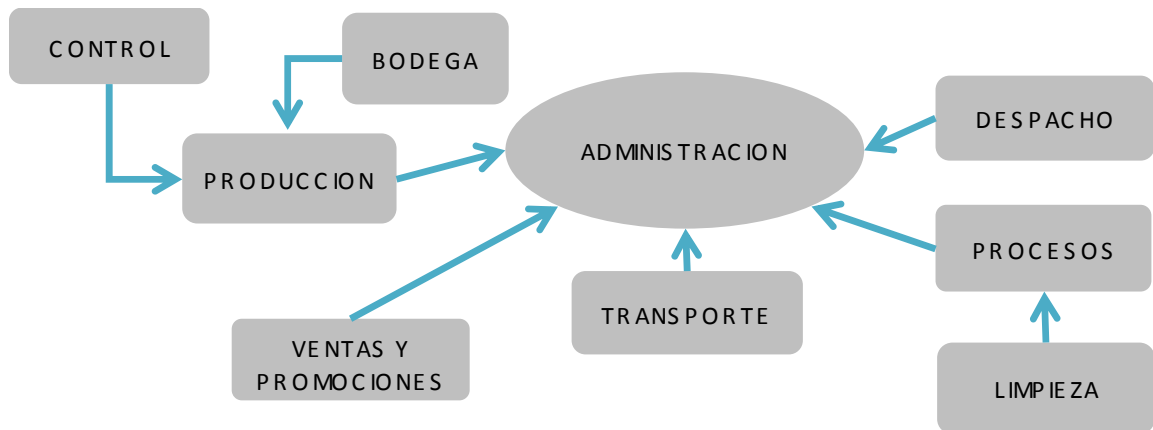 CONTROL
BODEGA
DESPACHO
ADMINISTRACION
PRODUCCION
PROCESOS
TRANSPORTE
VENTAS Y
PROMOCIONES
LIMPIEZA